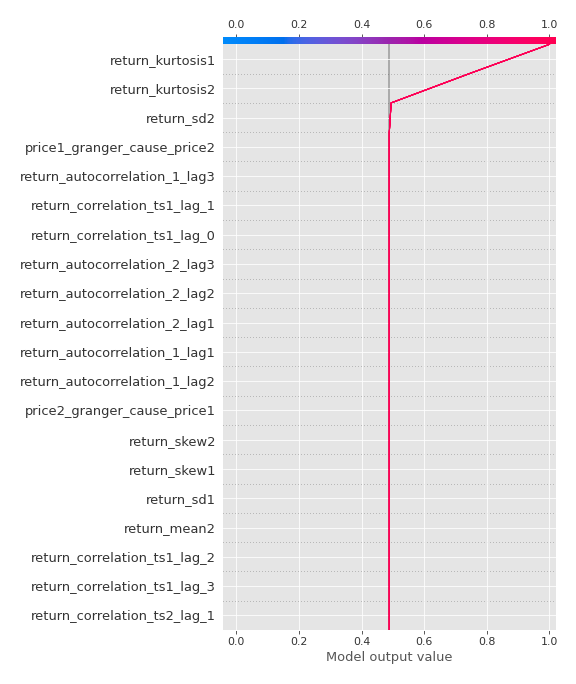 0.0 0.2 0.4 0.6 0.8 1.0
return_kurtosis1
return_kurtosis2
return_sd2
price1_granger_cause_price2
return_autocorrelation_1_lag3
return_correlation_ts1_lag_1
return_correlation_ts1_lag_0
return_autocorrelation_2_lag3
return_autocorrelation_2_lag2
return_autocorrelation_2_lag1
return_autocorrelation_1_lag1
return_autocorrelation_1_lag2
price2_granger_cause_price1
return_skew2
return_skew1
return_sd1
return_mean2
return_correlation_ts1_lag_2
return_correlation_ts1_lag_3
return_correlation_ts2_lag_1
0.0 0.2 0.4 0.6 0.8 1.0
Model output value